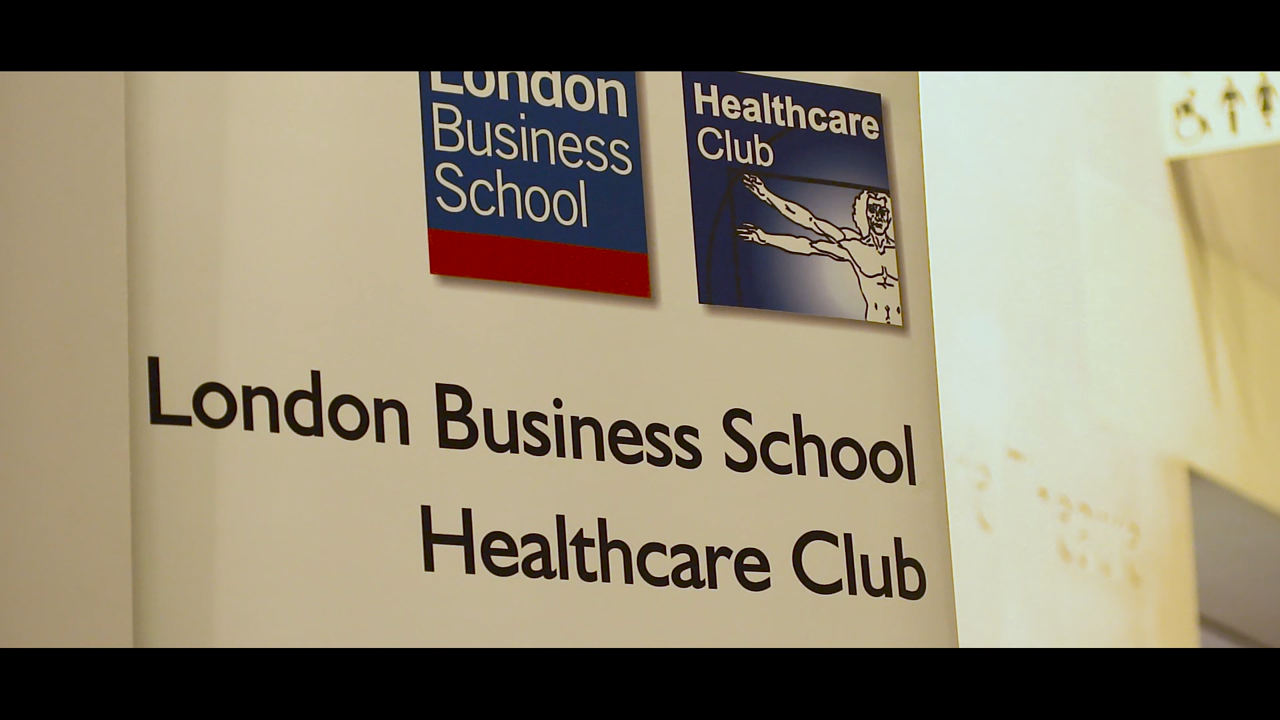 London
Business
School
Healthcare
Club
London Business School
Healthcare Club